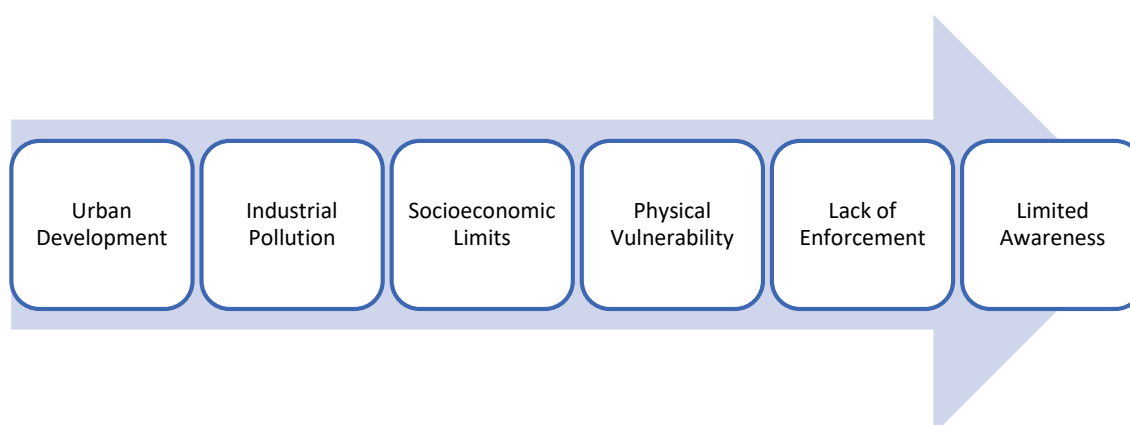 Urban
Development
Industrial
Pollution
Socioeconomic
Limits
Physical
Vulnerability
Lack of
Enforcement
Limited
Awareness